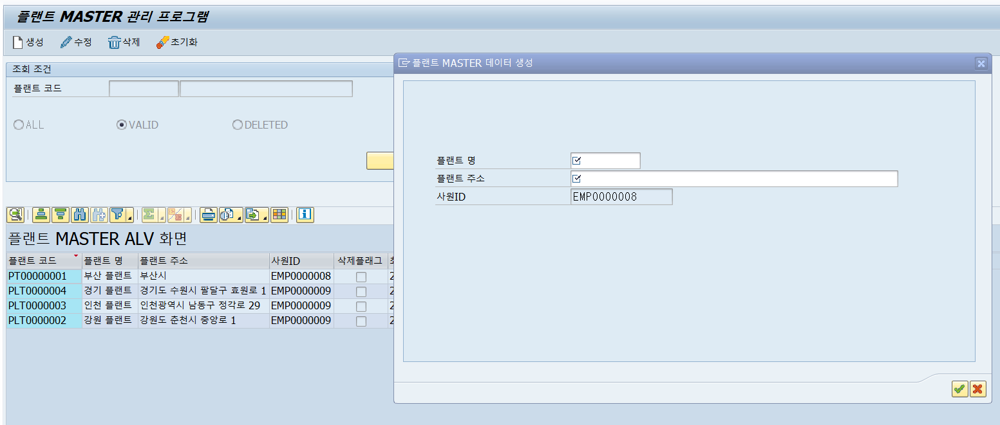 플랜트 MASTER 관리 프로그램
생성 수정 삭제 초기화
조회 조건
플랜트 코드
ALL VALID DELETED
플랜트 MASTER ALV 화면
플랜트 코드 플랜트 명 플랜트 주소 사원ID 삭제플래그
PT00000001 부산 플랜트 부산시 EMP0000008
PLT0000004 경기 플랜트 경기도 수원시 팔달구 효원로 1 EMP0000009
PLT0000003 인천 플랜트 인천광역시 남동구 정각로 29 EMP0000009
PLT0000002 강원 플랜트 강원도 춘천시 중앙로 1 EMP0000009
플랜트 MASTER 데이터 생성
플랜트 명
플랜트 주소
사원ID EMP0000008